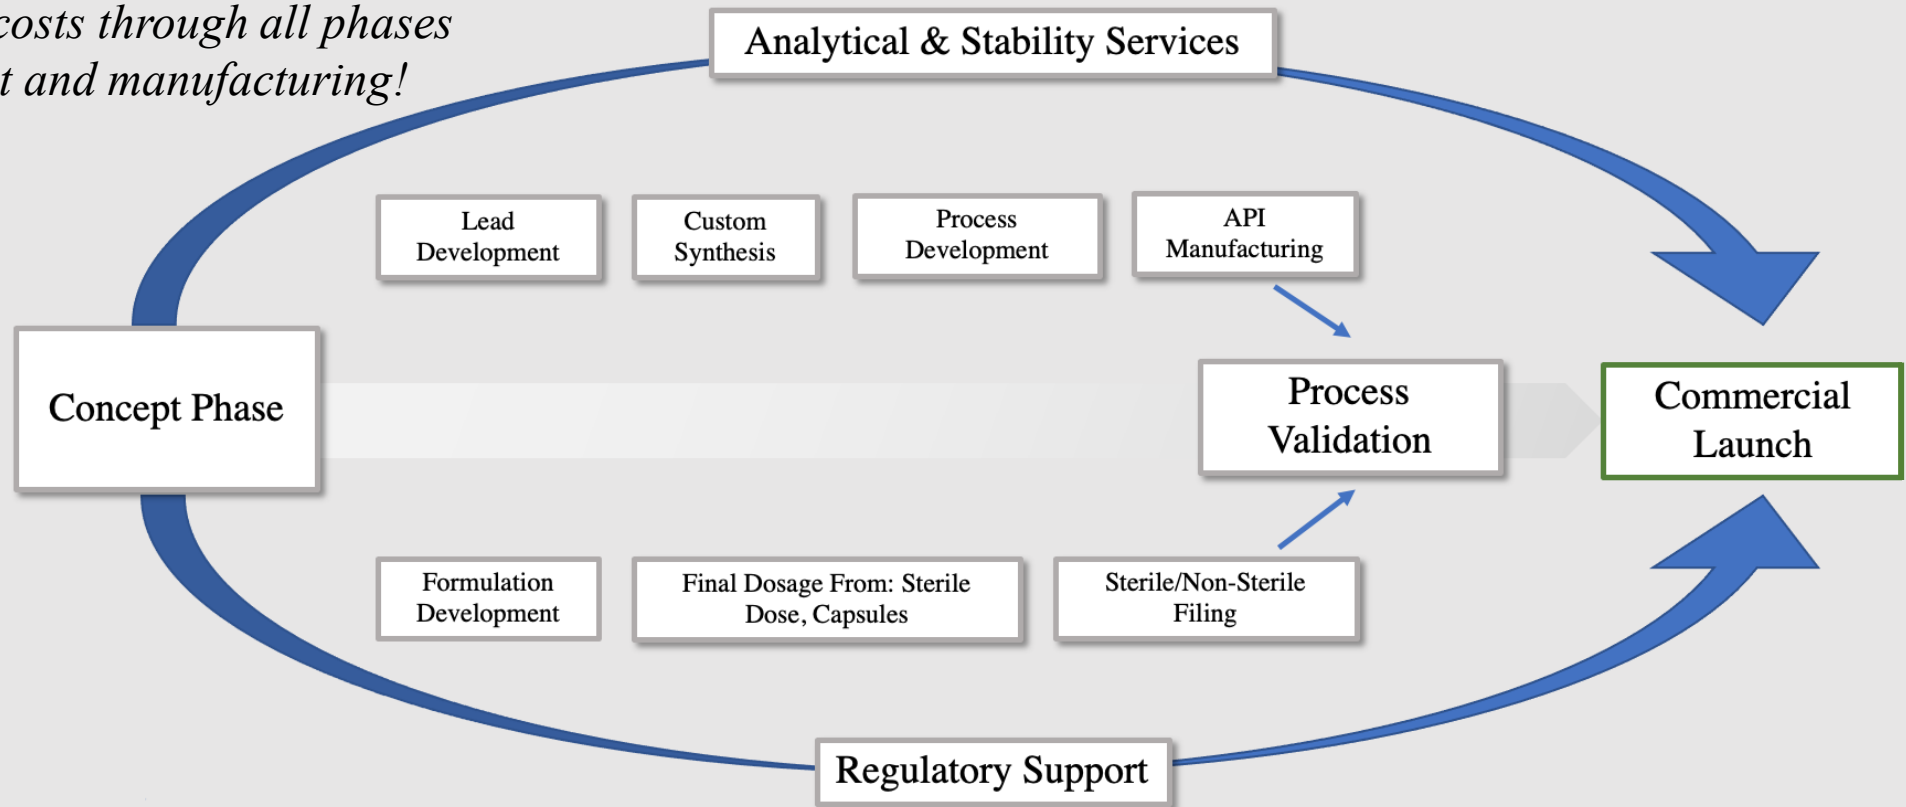 costs through all phases
t and manufacturing!
Analytical & Stability Services
Lead
Development
Custom
Synthesis
Process
Development
API
Manufacturing
Concept Phase
Process
Validation
Commercial
Launch
Formulation
Development
Final Dosage From: Sterile
Dose, Capsules
Sterile/Non-Sterile
Filing
Regulatory Support